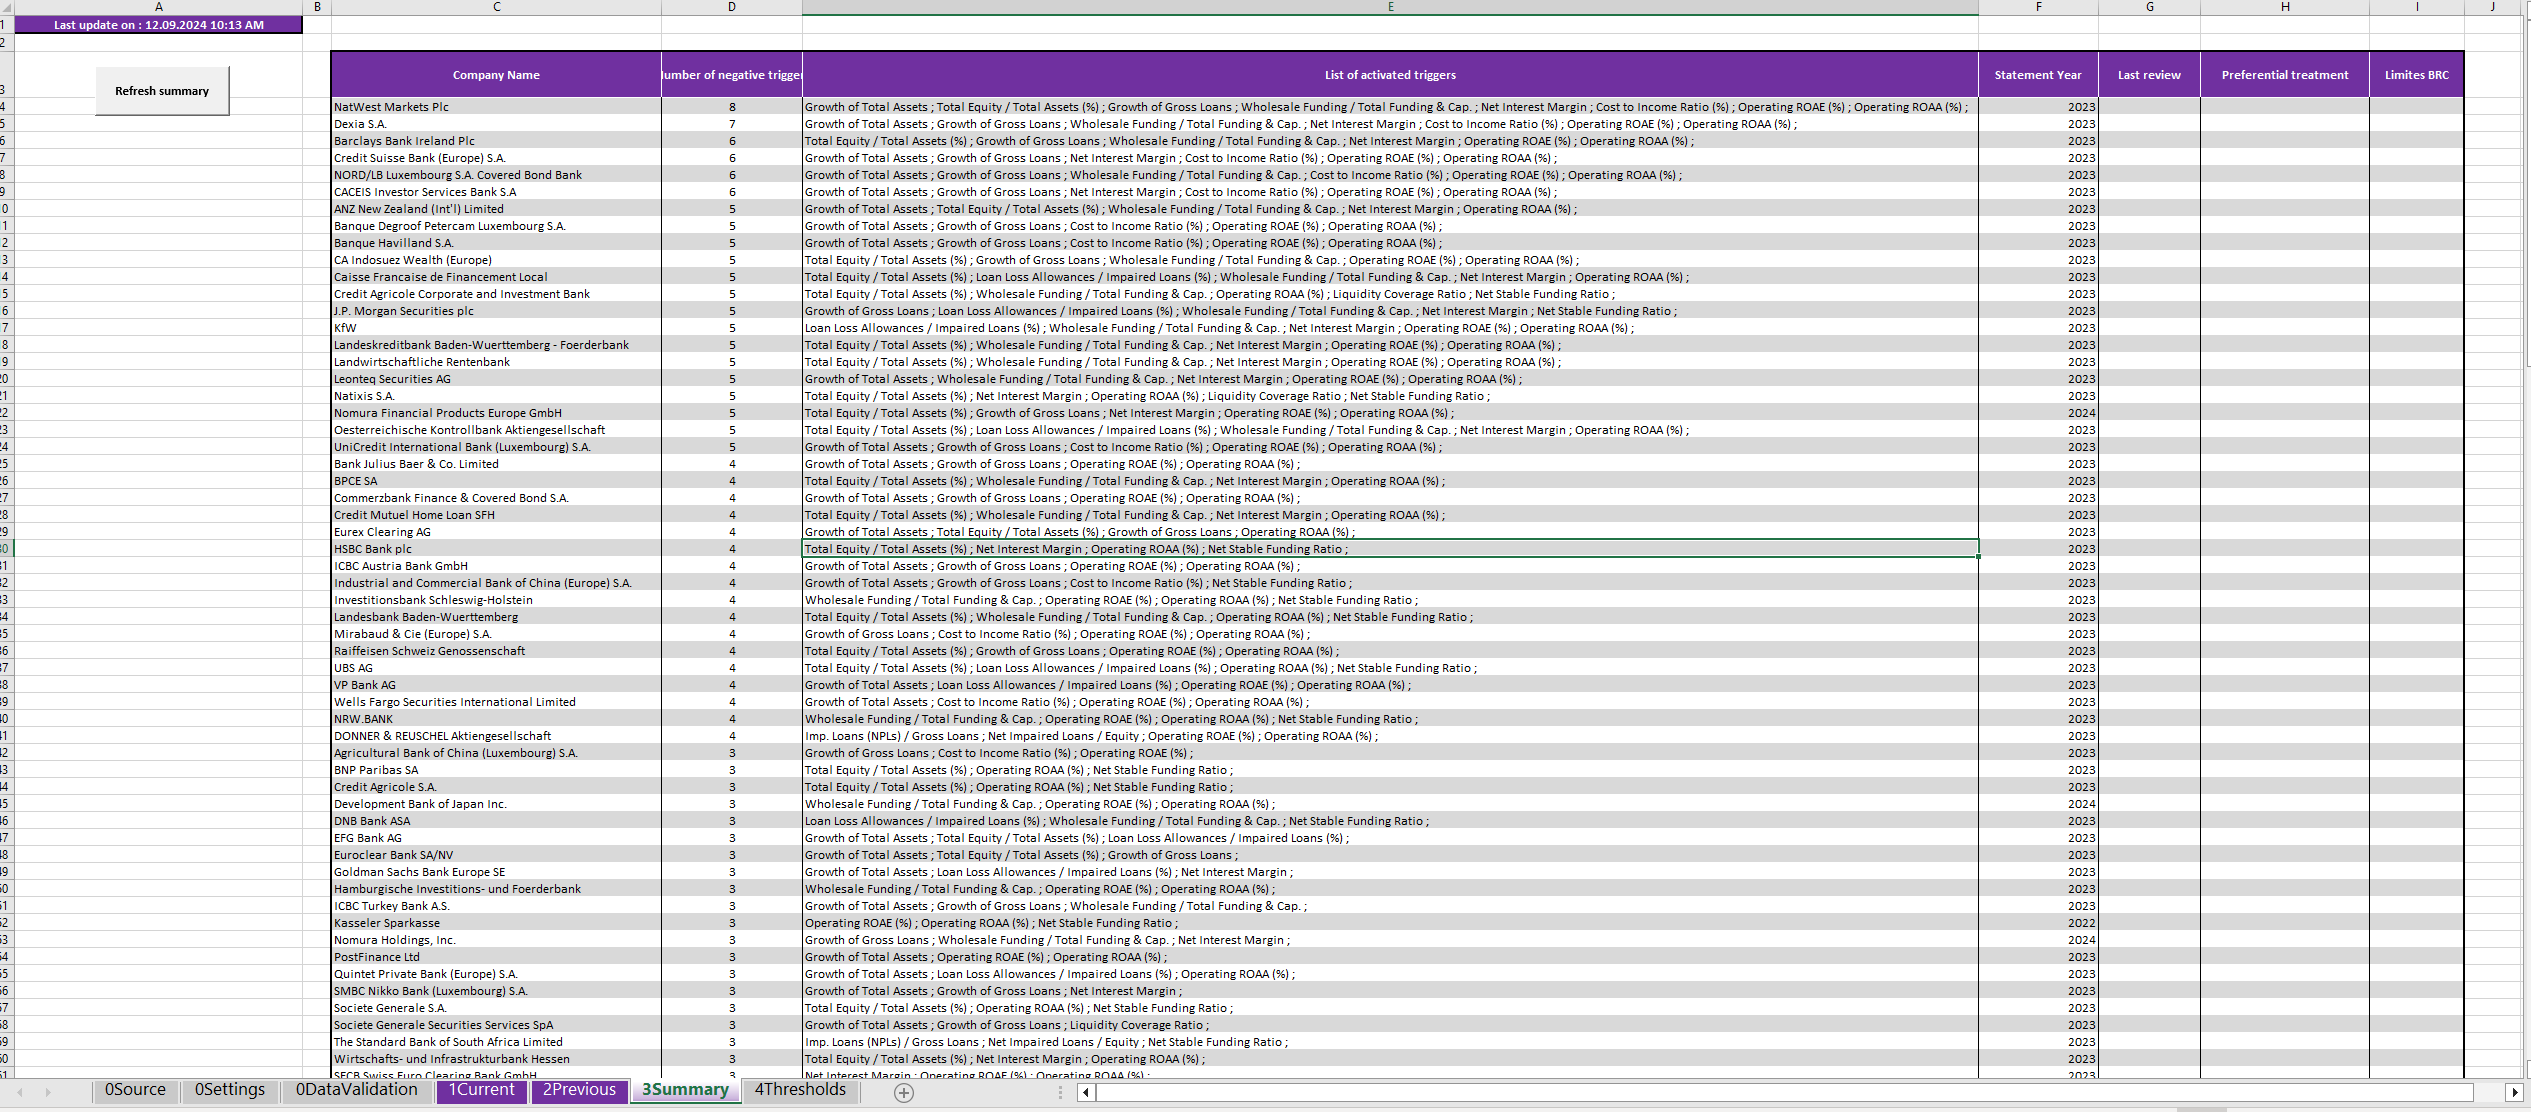 A B C D E F G H I J
1 Last update on : 12.09.2024 10:13 AM
2
3 Refresh summary Company Name umber of negative trigge List of activated triggers Statement Year Last review Preferential treatment Limites BRC
4 NatWest Markets Plc 8 Growth of Total Assets ; Total Equity / Total Assets (%) ; Growth of Gross Loans ; Wholesale Funding / Total Funding & Cap. ; Net Interest Margin ; Cost to Income Ratio (%) ; Operating ROAE (%) ; Operating ROAA (%) ; 2023
5 Dexia S.A. 7 Growth of Total Assets ; Growth of Gross Loans ; Wholesale Funding / Total Funding & Cap. ; Net Interest Margin ; Cost to Income Ratio (%) ; Operating ROAE (%) ; Operating ROAA (%) ; 2023
6 Barclays Bank Ireland Plc 6 Total Equity / Total Assets (%) ; Growth of Gross Loans ; Wholesale Funding / Total Funding & Cap. ; Net Interest Margin ; Operating ROAE (%) ; Operating ROAA (%) ; 2023
7 Credit Suisse Bank (Europe) S.A. 6 Growth of Total Assets ; Growth of Gross Loans ; Net Interest Margin ; Cost to Income Ratio (%) ; Operating ROAE (%) ; Operating ROAA (%) ; 2023
8 NORD/LB Luxembourg S.A. Covered Bond Bank 6 Growth of Total Assets ; Growth of Gross Loans ; Wholesale Funding / Total Funding & Cap. ; Cost to Income Ratio (%) ; Operating ROAE (%) ; Operating ROAA (%) ; 2023
9 CACEIS Investor Services Bank S.A 6 Growth of Total Assets ; Growth of Gross Loans ; Net Interest Margin ; Cost to Income Ratio (%) ; Operating ROAE (%) ; Operating ROAA (%) ; 2023
0 ANZ New Zealand (Int'l) Limited 5 Growth of Total Assets ; Total Equity / Total Assets (%) ; Wholesale Funding / Total Funding & Cap. ; Net Interest Margin ; Operating ROAA (%) ; 2023
1 Banque Degroof Petercam Luxembourg S.A. 5 Growth of Total Assets ; Growth of Gross Loans ; Cost to Income Ratio (%) ; Operating ROAE (%) ; Operating ROAA (%) ; 2023
2 Banque Havilland S.A. 5 Growth of Total Assets ; Growth of Gross Loans ; Cost to Income Ratio (%) ; Operating ROAE (%) ; Operating ROAA (%) ; 2023
3 CA Indosuez Wealth (Europe) 5 Total Equity / Total Assets (%) ; Growth of Gross Loans ; Wholesale Funding / Total Funding & Cap. ; Operating ROAE (%) ; Operating ROAA (%) ; 2023
4 Caisse Francaise de Financement Local 5 Total Equity / Total Assets (%) ; Loan Loss Allowances / Impaired Loans (%) ; Wholesale Funding / Total Funding & Cap. ; Net Interest Margin ; Operating ROAA (%) ; 2023
5 Credit Agricole Corporate and Investment Bank 5 Total Equity / Total Assets (%) ; Wholesale Funding / Total Funding & Cap. ; Operating ROAA (%) ; Liquidity Coverage Ratio ; Net Stable Funding Ratio ; 2023
6 J.P. Morgan Securities plc 5 Growth of Gross Loans ; Loan Loss Allowances / Impaired Loans (%) ; Wholesale Funding / Total Funding & Cap. ; Net Interest Margin ; Net Stable Funding Ratio ; 2023
7 KfW 5 Loan Loss Allowances / Impaired Loans (%) ; Wholesale Funding / Total Funding & Cap. ; Net Interest Margin ; Operating ROAE (%) ; Operating ROAA (%) ; 2023
8 Landeskreditbank Baden-Wuerttemberg - Foerderbank 5 Total Equity / Total Assets (%) ; Wholesale Funding / Total Funding & Cap. ; Net Interest Margin ; Operating ROAE (%) ; Operating ROAA (%) ; 2023
9 Landwirtschaftliche Rentenbank 5 Total Equity / Total Assets (%) ; Wholesale Funding / Total Funding & Cap. ; Net Interest Margin ; Operating ROAE (%) ; Operating ROAA (%) ; 2023
20 Leonteq Securities AG 5 Growth of Total Assets ; Wholesale Funding / Total Funding & Cap. ; Net Interest Margin ; Operating ROAE (%) ; Operating ROAA (%) ; 2023
21 Natixis S.A. 5 Total Equity / Total Assets (%) ; Net Interest Margin ; Operating ROAA (%) ; Liquidity Coverage Ratio ; Net Stable Funding Ratio ; 2023
22 Nomura Financial Products Europe GmbH 5 Total Equity / Total Assets (%) ; Growth of Gross Loans ; Net Interest Margin ; Operating ROAE (%) ; Operating ROAA (%) ; 2024
23 Oesterreichische Kontrollbank Aktiengesellschaft 5 Total Equity / Total Assets (%) ; Loan Loss Allowances / Impaired Loans (%) ; Wholesale Funding / Total Funding & Cap. ; Net Interest Margin ; Operating ROAA (%) ; 2023
24 UniCredit International Bank (Luxembourg) S.A. 5 Growth of Total Assets ; Growth of Gross Loans ; Cost to Income Ratio (%) ; Operating ROAE (%) ; Operating ROAA (%) ; 2023
25 Bank Julius Baer & Co. Limited 4 Growth of Total Assets ; Growth of Gross Loans ; Operating ROAE (%) ; Operating ROAA (%) ; 2023
26 BPCE SA 4 Total Equity / Total Assets (%) ; Wholesale Funding / Total Funding & Cap. ; Net Interest Margin ; Operating ROAA (%) ; 2023
27 Commerzbank Finance & Covered Bond S.A. 4 Growth of Total Assets ; Growth of Gross Loans ; Operating ROAE (%) ; Operating ROAA (%) ; 2023
28 Credit Mutuel Home Loan SFH 4 Total Equity / Total Assets (%) ; Wholesale Funding / Total Funding & Cap. ; Net Interest Margin ; Operating ROAA (%) ; 2023
29 Eurex Clearing AG 4 Growth of Total Assets ; Total Equity / Total Assets (%) ; Growth of Gross Loans ; Operating ROAA (%) ; 2023
30 HSBC Bank plc 4 Total Equity / Total Assets (%) ; Net Interest Margin ; Operating ROAA (%) ; Net Stable Funding Ratio ; 2023
31 ICBC Austria Bank GmbH 4 Growth of Total Assets ; Growth of Gross Loans ; Operating ROAE (%) ; Operating ROAA (%) ; 2023
32 Industrial and Commercial Bank of China (Europe) S.A. 4 Growth of Total Assets ; Growth of Gross Loans ; Cost to Income Ratio (%) ; Net Stable Funding Ratio ; 2023
33 Investitionsbank Schleswig-Holstein 4 Wholesale Funding / Total Funding & Cap. ; Operating ROAE (%) ; Operating ROAA (%) ; Net Stable Funding Ratio ; 2023
34 Landesbank Baden-Wuerttemberg 4 Total Equity / Total Assets (%) ; Wholesale Funding / Total Funding & Cap. ; Operating ROAA (%) ; Net Stable Funding Ratio ; 2023
35 Mirabaud & Cie (Europe) S.A. 4 Growth of Gross Loans ; Cost to Income Ratio (%) ; Operating ROAE (%) ; Operating ROAA (%) ; 2023
36 Raiffeisen Schweiz Genossenschaft 4 Total Equity / Total Assets (%) ; Growth of Gross Loans ; Operating ROAE (%) ; Operating ROAA (%) ; 2023
37 UBS AG 4 Total Equity / Total Assets (%) ; Loan Loss Allowances / Impaired Loans (%) ; Operating ROAA (%) ; Net Stable Funding Ratio ; 2023
38 VP Bank AG 4 Growth of Total Assets ; Loan Loss Allowances / Impaired Loans (%) ; Operating ROAE (%) ; Operating ROAA (%) ; 2023
39 Wells Fargo Securities International Limited 4 Growth of Total Assets ; Cost to Income Ratio (%) ; Operating ROAE (%) ; Operating ROAA (%) ; 2023
40 NRW.BANK 4 Wholesale Funding / Total Funding & Cap. ; Operating ROAE (%) ; Operating ROAA (%) ; Net Stable Funding Ratio ; 2023
41 DONNER & REUSCHEL Aktiengesellschaft 4 Imp. Loans (NPLs) / Gross Loans ; Net Impaired Loans / Equity ; Operating ROAE (%) ; Operating ROAA (%) ; 2023
42 Agricultural Bank of China (Luxembourg) S.A. 3 Growth of Gross Loans ; Cost to Income Ratio (%) ; Operating ROAE (%) ; 2023
43 BNP Paribas SA 3 Total Equity / Total Assets (%) ; Operating ROAA (%) ; Net Stable Funding Ratio ; 2023
44 Credit Agricole S.A. 3 Total Equity / Total Assets (%) ; Operating ROAA (%) ; Net Stable Funding Ratio ; 2023
45 Development Bank of Japan Inc. 3 Wholesale Funding / Total Funding & Cap. ; Operating ROAE (%) ; Operating ROAA (%) ; 2024
46 DNB Bank ASA 3 Loan Loss Allowances / Impaired Loans (%) ; Wholesale Funding / Total Funding & Cap. ; Net Stable Funding Ratio ; 2023
47 EFG Bank AG 3 Growth of Total Assets ; Total Equity / Total Assets (%) ; Loan Loss Allowances / Impaired Loans (%) ; 2023
48 Euroclear Bank SA/NV 3 Growth of Total Assets ; Total Equity / Total Assets (%) ; Growth of Gross Loans ; 2023
49 Goldman Sachs Bank Europe SE 3 Growth of Total Assets ; Loan Loss Allowances / Impaired Loans (%) ; Net Interest Margin ; 2023
50 Hamburgische Investitions- und Foerderbank 3 Wholesale Funding / Total Funding & Cap. ; Operating ROAE (%) ; Operating ROAA (%) ; 2023
51 ICBC Turkey Bank A.S. 3 Growth of Total Assets ; Growth of Gross Loans ; Wholesale Funding / Total Funding & Cap. ; 2023
52 Kasseler Sparkasse 3 Operating ROAE (%) ; Operating ROAA (%) ; Net Stable Funding Ratio ; 2022
53 Nomura Holdings, Inc. 3 Growth of Gross Loans ; Wholesale Funding / Total Funding & Cap. ; Net Interest Margin ; 2024
54 PostFinance Ltd 3 Growth of Total Assets ; Operating ROAE (%) ; Operating ROAA (%) ; 2023
55 Quintet Private Bank (Europe) S.A. 3 Growth of Total Assets ; Loan Loss Allowances / Impaired Loans (%) ; Operating ROAA (%) ; 2023
56 SMBC Nikko Bank (Luxembourg) S.A. 3 Growth of Total Assets ; Growth of Gross Loans ; Net Interest Margin ; 2023
57 Societe Generale S.A. 3 Total Equity / Total Assets (%) ; Operating ROAA (%) ; Net Stable Funding Ratio ; 2023
58 Societe Generale Securities Services SpA 3 Growth of Total Assets ; Growth of Gross Loans ; Liquidity Coverage Ratio ; 2023
59 The Standard Bank of South Africa Limited 3 Imp. Loans (NPLs) / Gross Loans ; Net Impaired Loans / Equity ; Net Stable Funding Ratio ; 2023
60 Wirtschafts- und Infrastrukturbank Hessen 3 Total Equity / Total Assets (%) ; Net Interest Margin ; Operating ROAA (%) ; 2023
61 SECB Swiss Euro Clearing Bank GmbH 3 Net Interest Margin ; Operating ROAE (%) ; Operating ROAA (%) ; 2023
0Source 0Settings 0DataValidation 1Current 2Previous 3Summary 4Thresholds